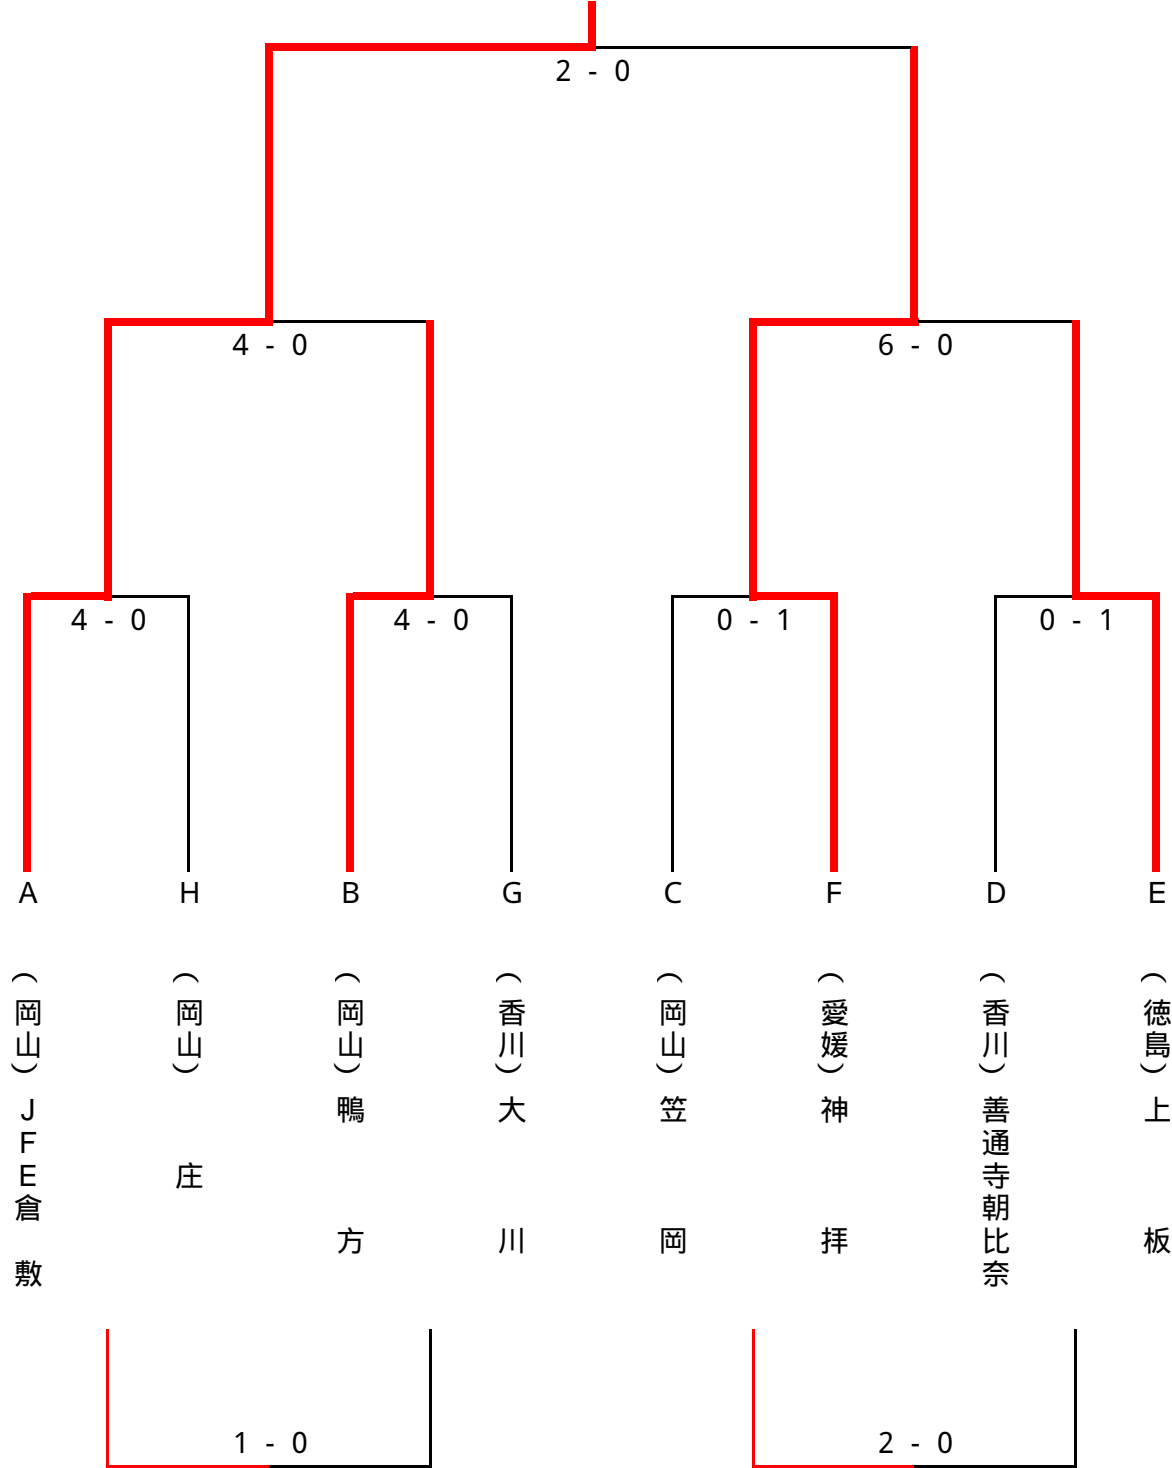 2 - 0
4 - 0
6 - 0
4 - 0
4 - 0
0 - 1
0 - 1
A
H
B
G
C
F
D
E
(岡山) JFE倉敷
(岡山) 庄
(岡山) 鴨方
(香川) 大川
(岡山) 笠岡
(愛媛) 神拝
(香川) 善通寺朝比奈
(徳島) 上板
1 - 0
2 - 0